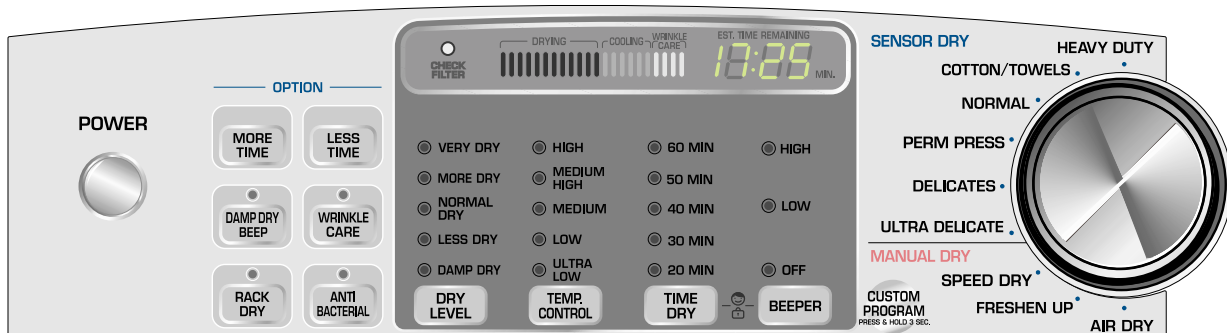 POWER
OPTION
MORE
TIME
LESS
TIME
DAMP DRY
BEEP
WRINKLE
CARE
RACK
DRY
ANTI
BACTERIAL
CHECK
FILTER
DRYING
COOLING
WRINKLE
CARE
EST. TIME REMAINING
17:25
MIN.
VERY DRY
MORE DRY
NORMAL
DRY
LESS DRY
DAMP DRY
DRY
LEVEL
HIGH
MEDIUM
HIGH
MEDIUM
LOW
ULTRA
LOW
TEMP.
CONTROL
60 MIN
50 MIN
40 MIN
30 MIN
20 MIN
TIME
DRY
HIGH
LOW
OFF
BEEPER
SENSOR DRY
HEAVY DUTY
COTTON/TOWELS
NORMAL
PERM PRESS
DELICATES
ULTRA DELICATE
MANUAL DRY
SPEED DRY
FRESHEN UP
AIR DRY
CUSTOM
PROGRAM
PRESS & HOLD 3 SEC.